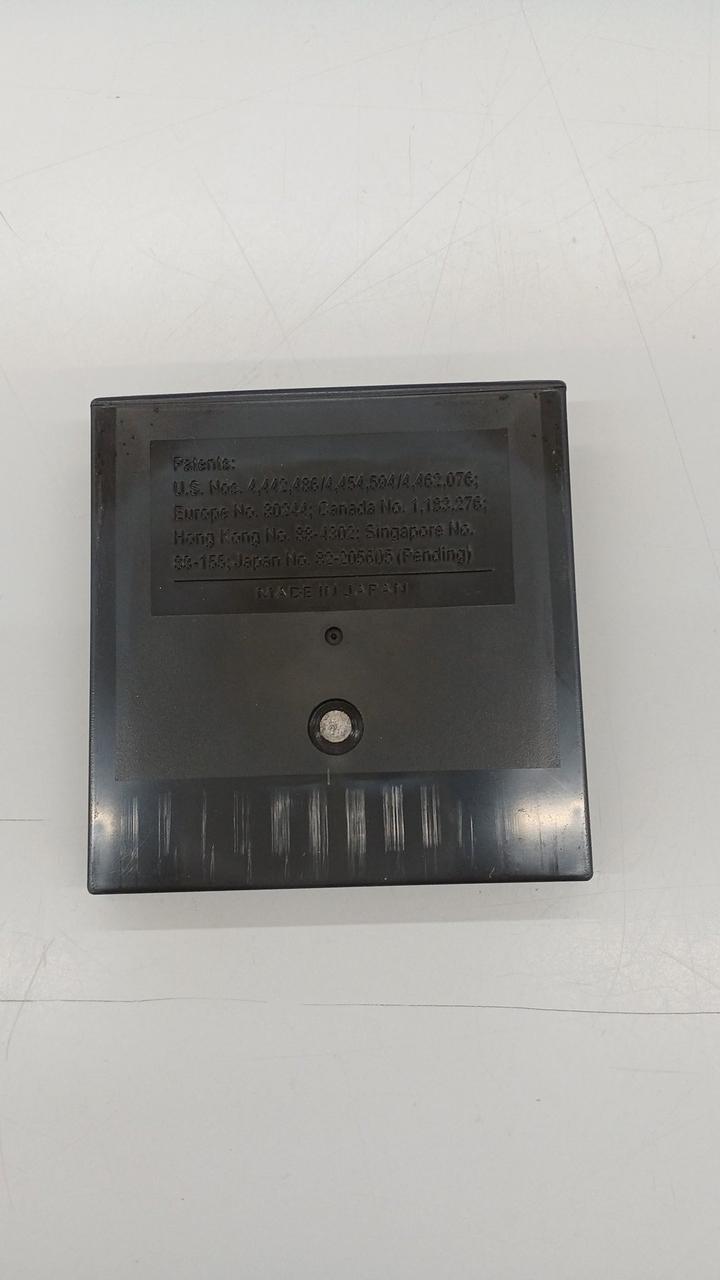 Patents:
U.S. Nos. 4,442,486/4,454,594/4,462,076;
Europe No. 80244; Canada No. 1,183,276;
Hong Kong No. 88-4302; Singapore No.
88-155; Japan No. 82-205605 (Pending)
MADE IN JAPAN